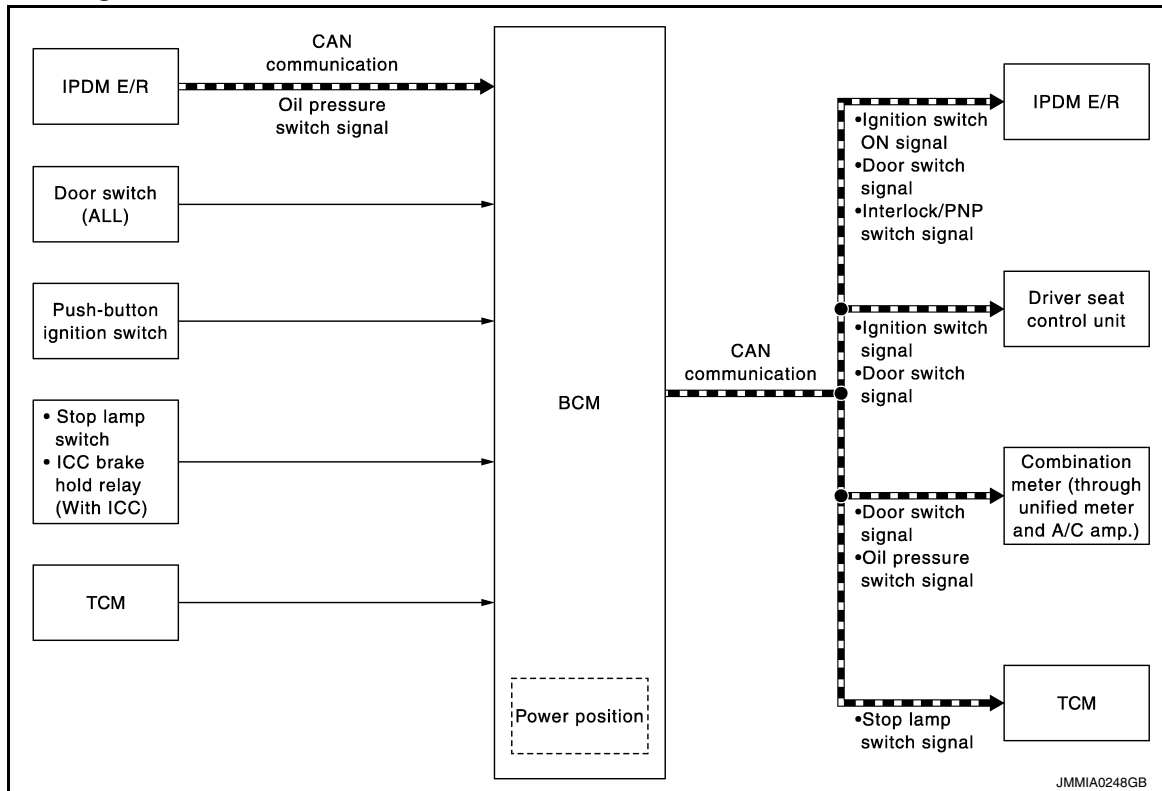 IPDM E/R
CAN
communication
Oil pressure
switch signal
Door switch
(ALL)
Push-button
ignition switch
• Stop lamp
switch
• ICC brake
hold relay
(With ICC)
TCM
BCM
Power position
CAN
communication
IPDM E/R
•Ignition switch
ON signal
•Door switch
signal
•Interlock/PNP
switch signal
Driver seat
control unit
•Ignition switch
signal
•Door switch
signal
Combination
meter (through
unified meter
and A/C amp.)
•Door switch
signal
•Oil pressure
switch signal
TCM
•Stop lamp
switch signal
JMMIA0248GB